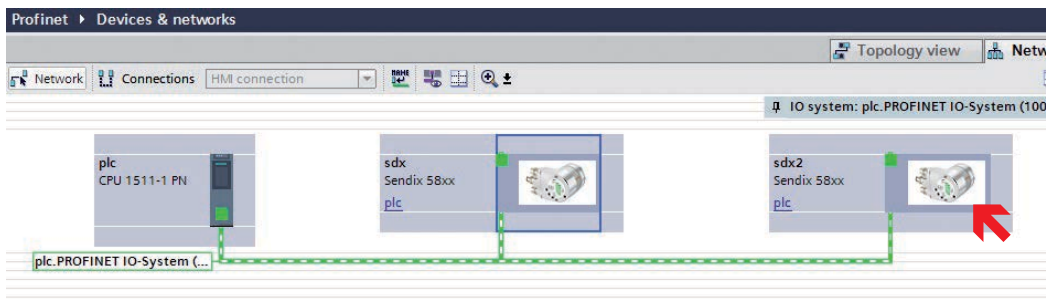 Profinet ▸ Devices & networks
Topology view Netw
Network Connections HMI connection NAME
IO system: plc.PROFINET IO-System (100
plc
CPU 1511-1 PN
sdx
Sendix 58xx
plc
sdx2
Sendix 58xx
plc
plc.PROFINET IO-System (...